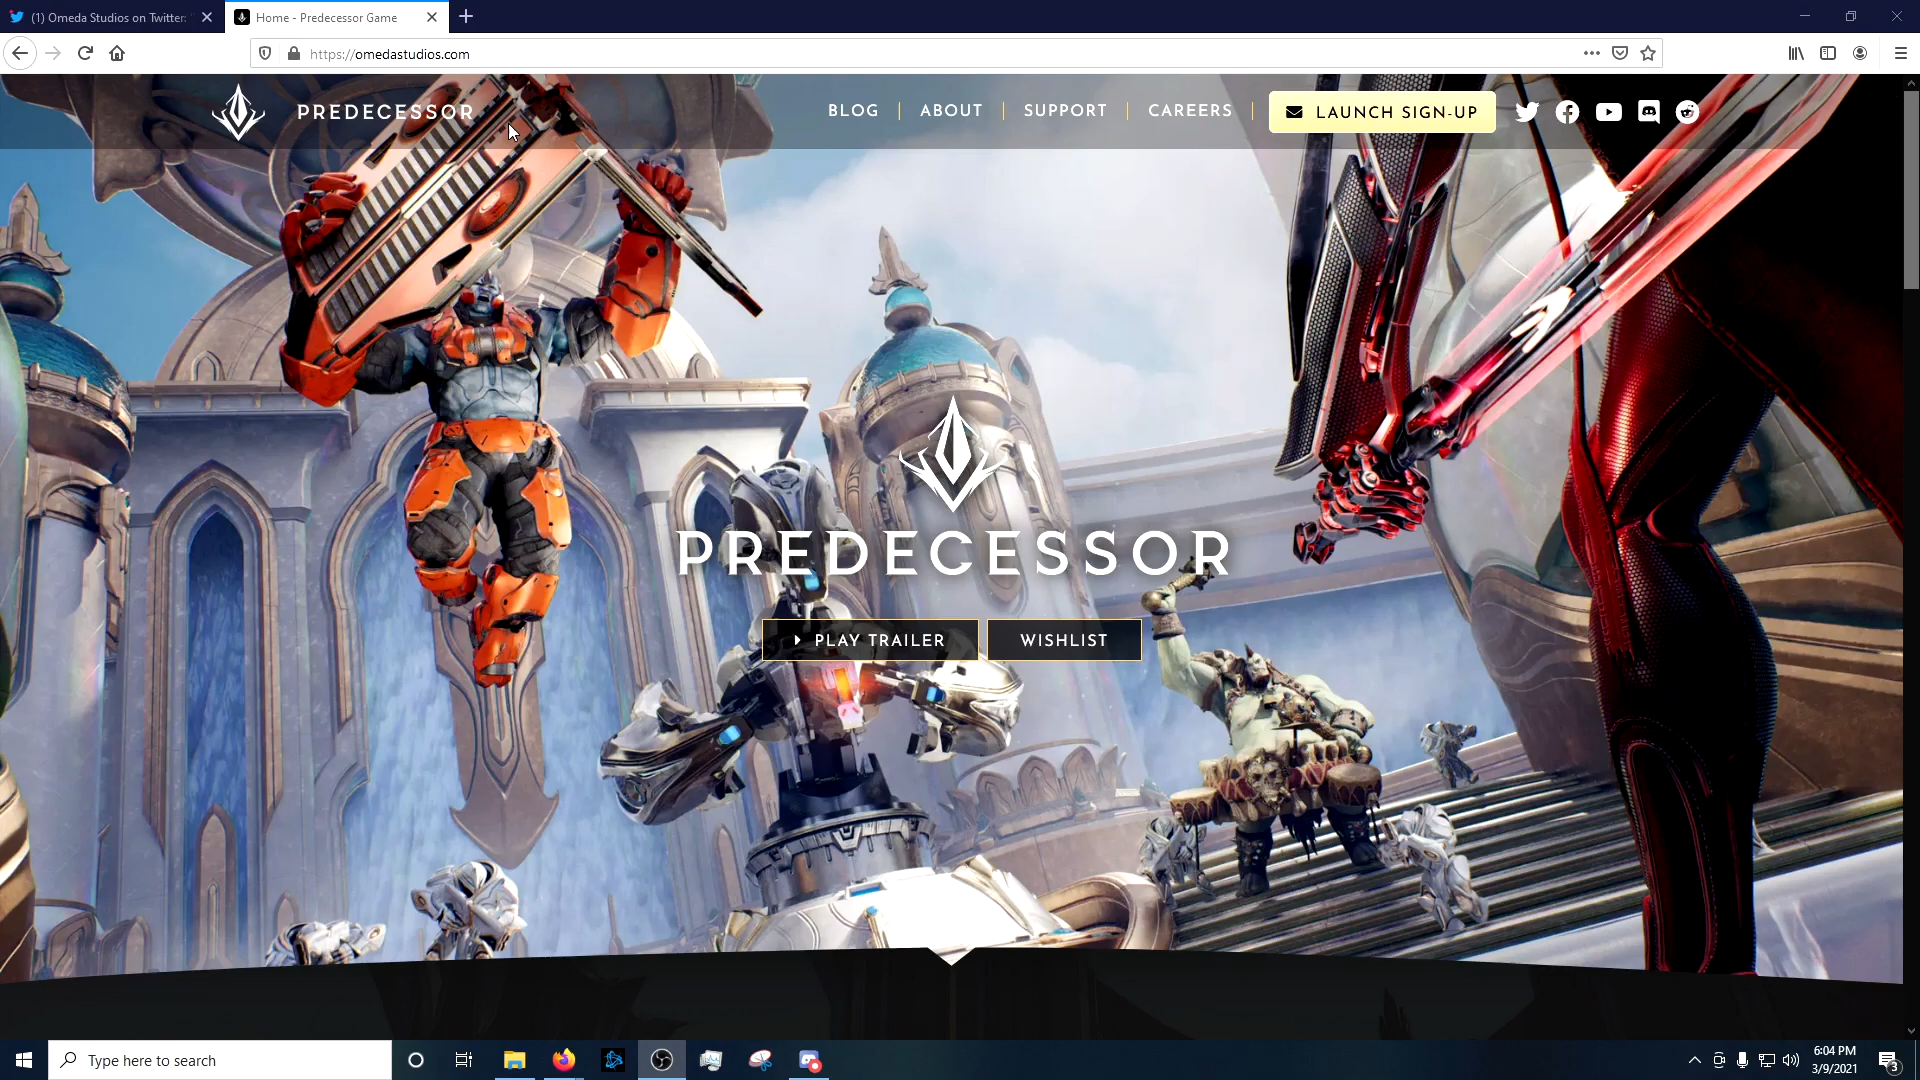 (1) Omeda Studios on Twitter:
Home - Predecessor Game
https://omedastudios.com
PREDECESSOR
BLOG
ABOUT
SUPPORT
CAREERS
LAUNCH SIGN-UP
PREDECESSOR
PLAY TRAILER
WISHLIST
Type here to search
6:04 PM
3/9/2021
3